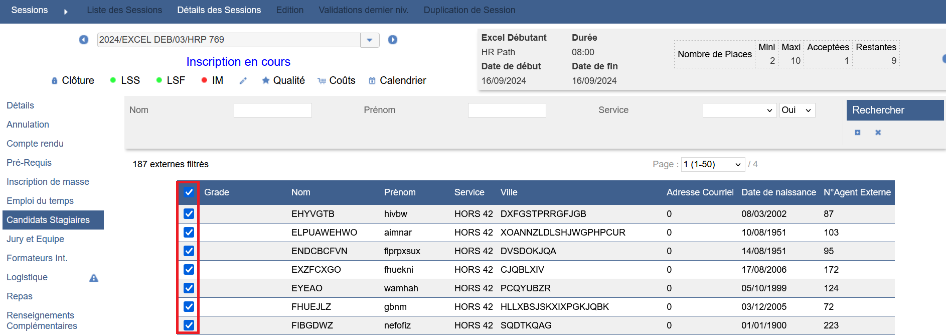 Sessions Liste des Sessions Détails des Sessions Edition Validations dernier niv. Duplication de Session
2024/EXCEL DEB/03/HRP 769
Inscription en cours
Clôture LSS LSF IM Qualité Coûts Calendrier
Excel Débutant Durée
HR Path 08:00
Date de début Date de fin
16/09/2024 16/09/2024
Nombre de Places Mini Maxi Acceptées Restantes
2 10 1 9
Détails
Annulation
Compte rendu
Pré-Requis
Inscription de masse
Emploi du temps
Candidats Stagiaires
Jury et Equipe
Formateurs Int.
Logistique
Repas
Renseignements
Complémentaires
Nom Prénom Service Oui Rechercher
187 externes filtrés Page : 1 (1-50) / 4
Grade Nom Prénom Service Ville Adresse Courriel Date de naissance N°Agent Externe
EHYVGTB hivbw HORS 42 DXFGSTPRRGFJGB 0 08/03/2002 87
ELPUAWEHWO aimnar HORS 42 XOANNZLDLSHJWGPHPCUR 0 10/08/1951 103
ENDCBCFVN flprpxsux HORS 42 DVSDOKJQA 0 14/08/1951 95
EXZFCXGO fhuekni HORS 42 CJQBLXIV 0 17/08/2006 172
EYEAO wamhah HORS 42 PCQYUBZR 0 05/10/1999 124
FHUEJLZ gbnm HORS 42 HLLXBSJSKXIXPGKJQBK 0 03/12/2005 72
FIBGDWZ nefofiz HORS 42 SQDTKQAG 0 01/01/1900 223